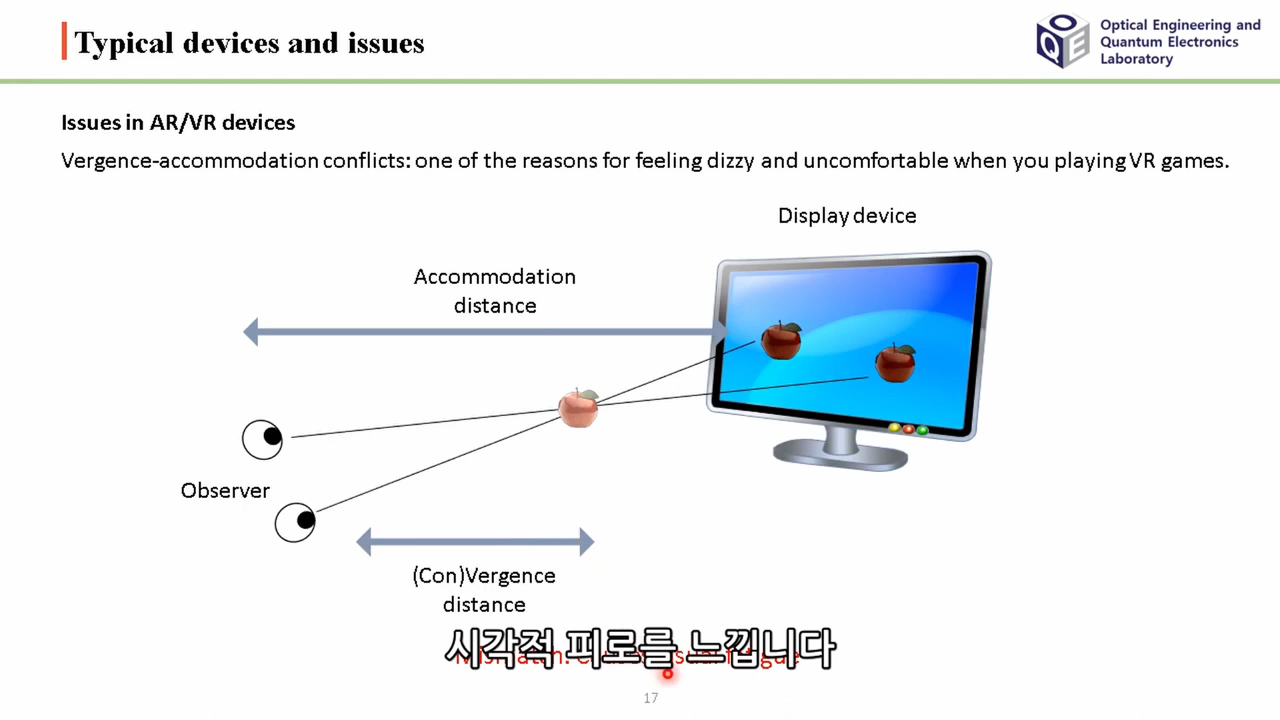 Typical devices and issues
Optical Engineering and
Quantum Electronics
Laboratory
Issues in AR/VR devices
Vergence-accommodation conflicts: one of the reasons for feeling dizzy and uncomfortable when you playing VR games.
Display device
Accommodation
distance
Observer
(Con)Vergence
distance
시각적 피로를 느낍니다
17